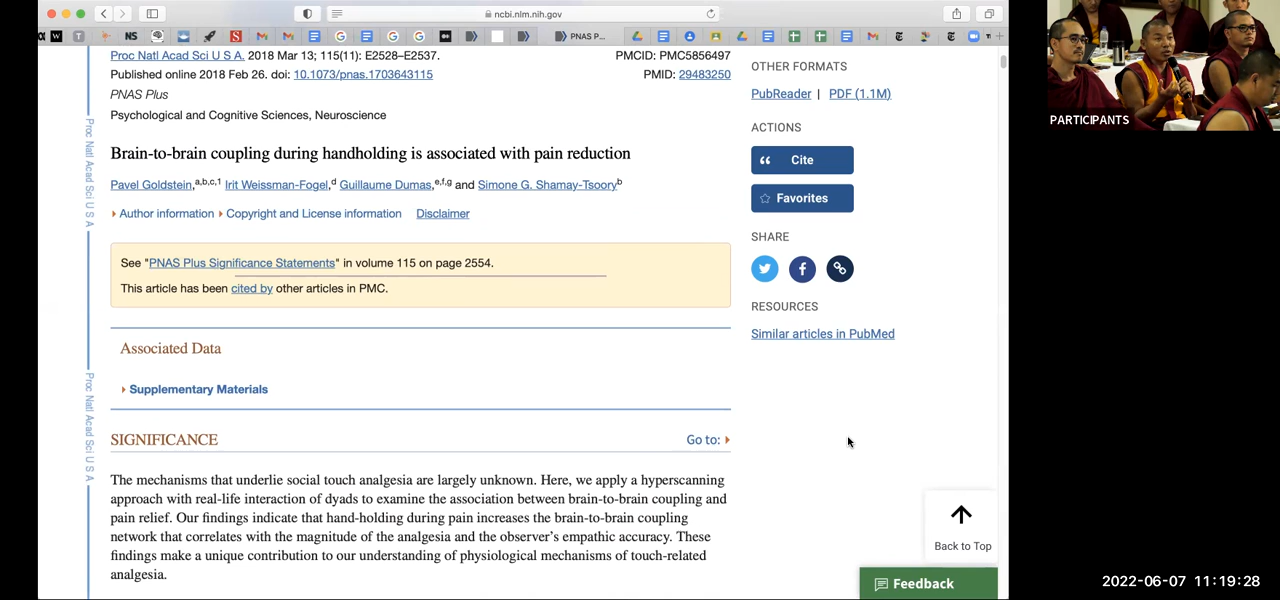 ncbi.nlm.nih.gov
NS
PNAS P...
Proc Natl Acad Sci U S A. 2018 Mar 13; 115(11): E2528–E2537.
PMCID: PMC5856497
Published online 2018 Feb 26. doi: 10.1073/pnas.1703643115
PMID: 29483250
PNAS Plus
Psychological and Cognitive Sciences, Neuroscience
Brain-to-brain coupling during handholding is associated with pain reduction
Pavel Goldstein,a,b,c,1 Irit Weissman-Fogel,d Guillaume Dumas,e,f,g and Simone G. Shamay-Tsooryb
Author information Copyright and License information Disclaimer
See "PNAS Plus Significance Statements" in volume 115 on page 2554.
This article has been cited by other articles in PMC.
Associated Data
Supplementary Materials
SIGNIFICANCE
Go to:
The mechanisms that underlie social touch analgesia are largely unknown. Here, we apply a hyperscanning
approach with real-life interaction of dyads to examine the association between brain-to-brain coupling and
pain relief. Our findings indicate that hand-holding during pain increases the brain-to-brain coupling
network that correlates with the magnitude of the analgesia and the observer's empathic accuracy. These
findings make a unique contribution to our understanding of physiological mechanisms of touch-related
analgesia.
Proc Natl Acad Sci U S A
Proc Natl Acad Sci U S A
OTHER FORMATS
PubReader | PDF (1.1M)
ACTIONS
Cite
Favorites
SHARE
RESOURCES
Similar articles in PubMed
Back to Top
Feedback
PARTICIPANTS
2022-06-07 11:19:28